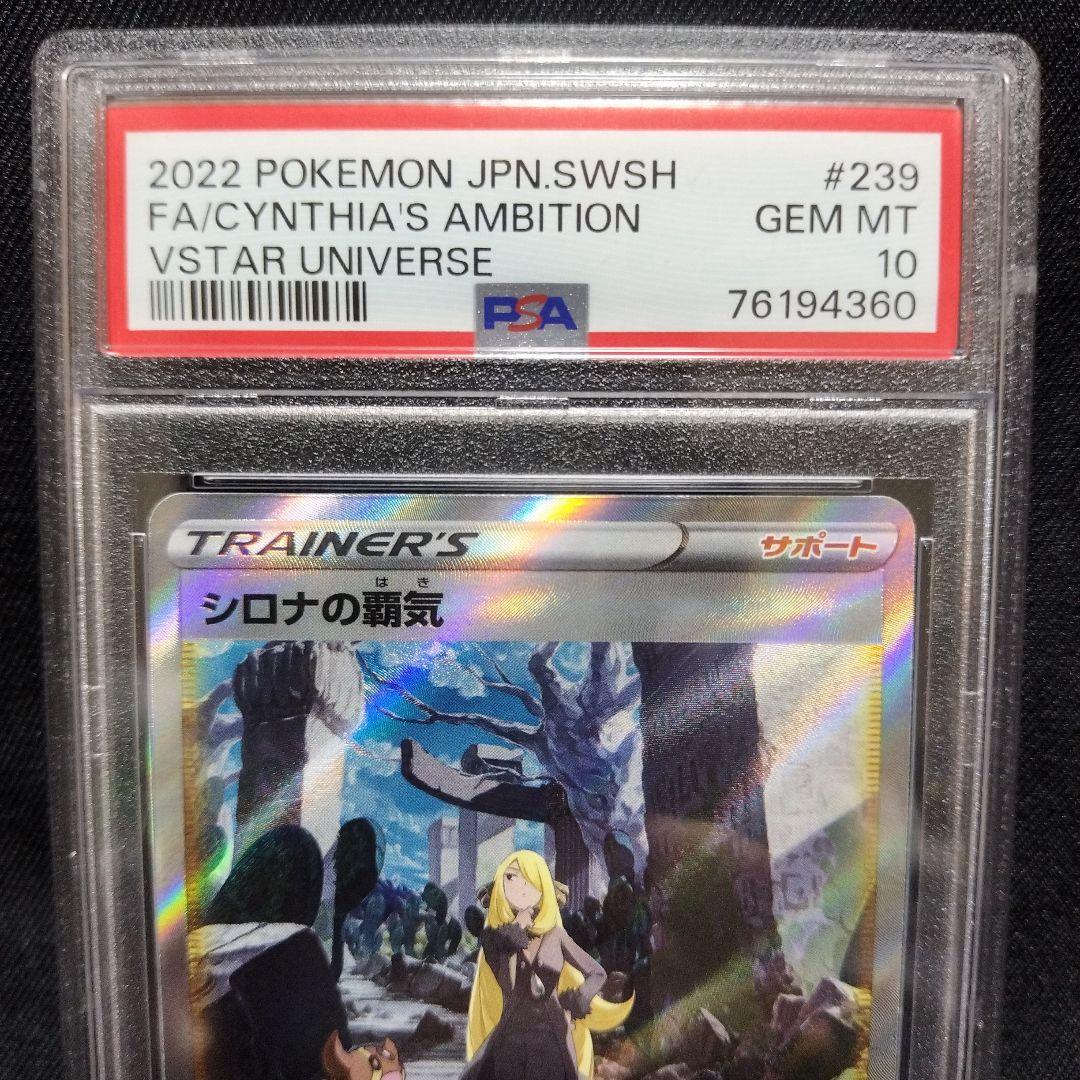 2022 POKEMON JPN.SWSH #239
FA/CYNTHIA'S AMBITION GEM MT
VSTAR UNIVERSE 10
76194360
PSA
TRAINER'S サポート
はき
シロナの覇気